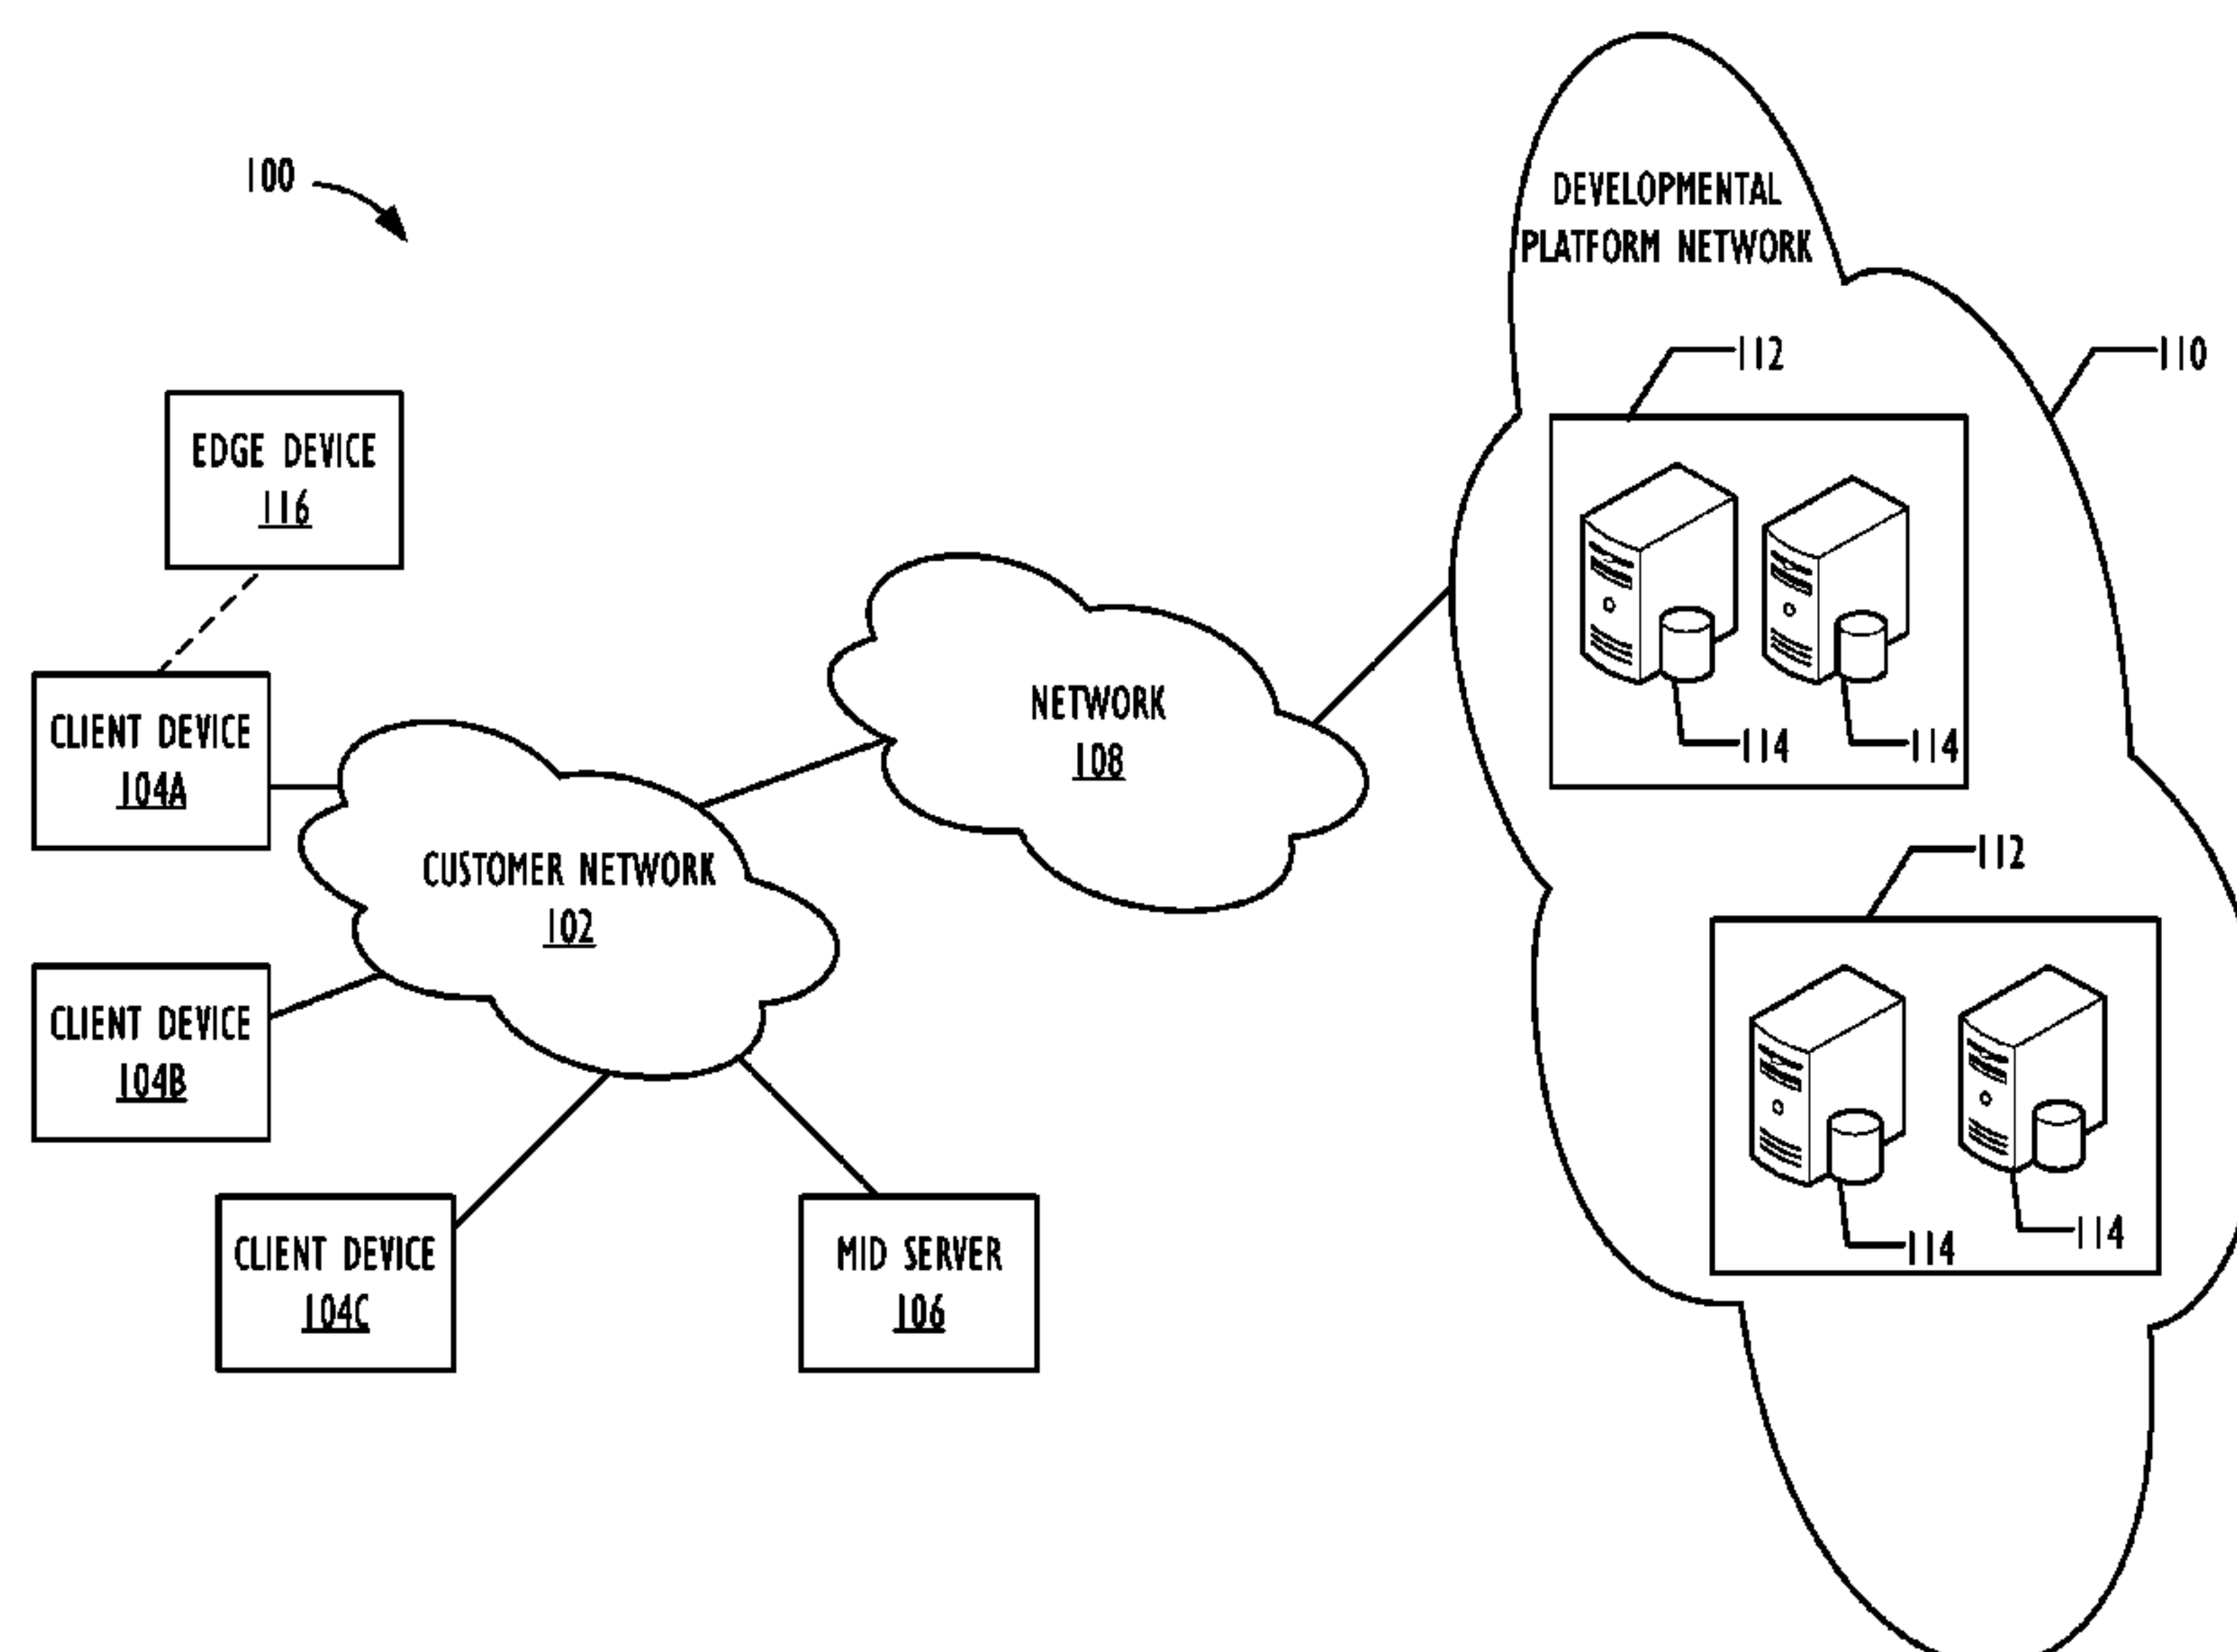 100
DEVELOPMENTAL
PLATFORM NETWORK
112
110
EDGE DEVICE
116
114
114
NETWORK
108
CLIENT DEVICE
104A
CUSTOMER NETWORK
102
112
CLIENT DEVICE
104B
114
114
CLIENT DEVICE
104C
MID SERVER
106